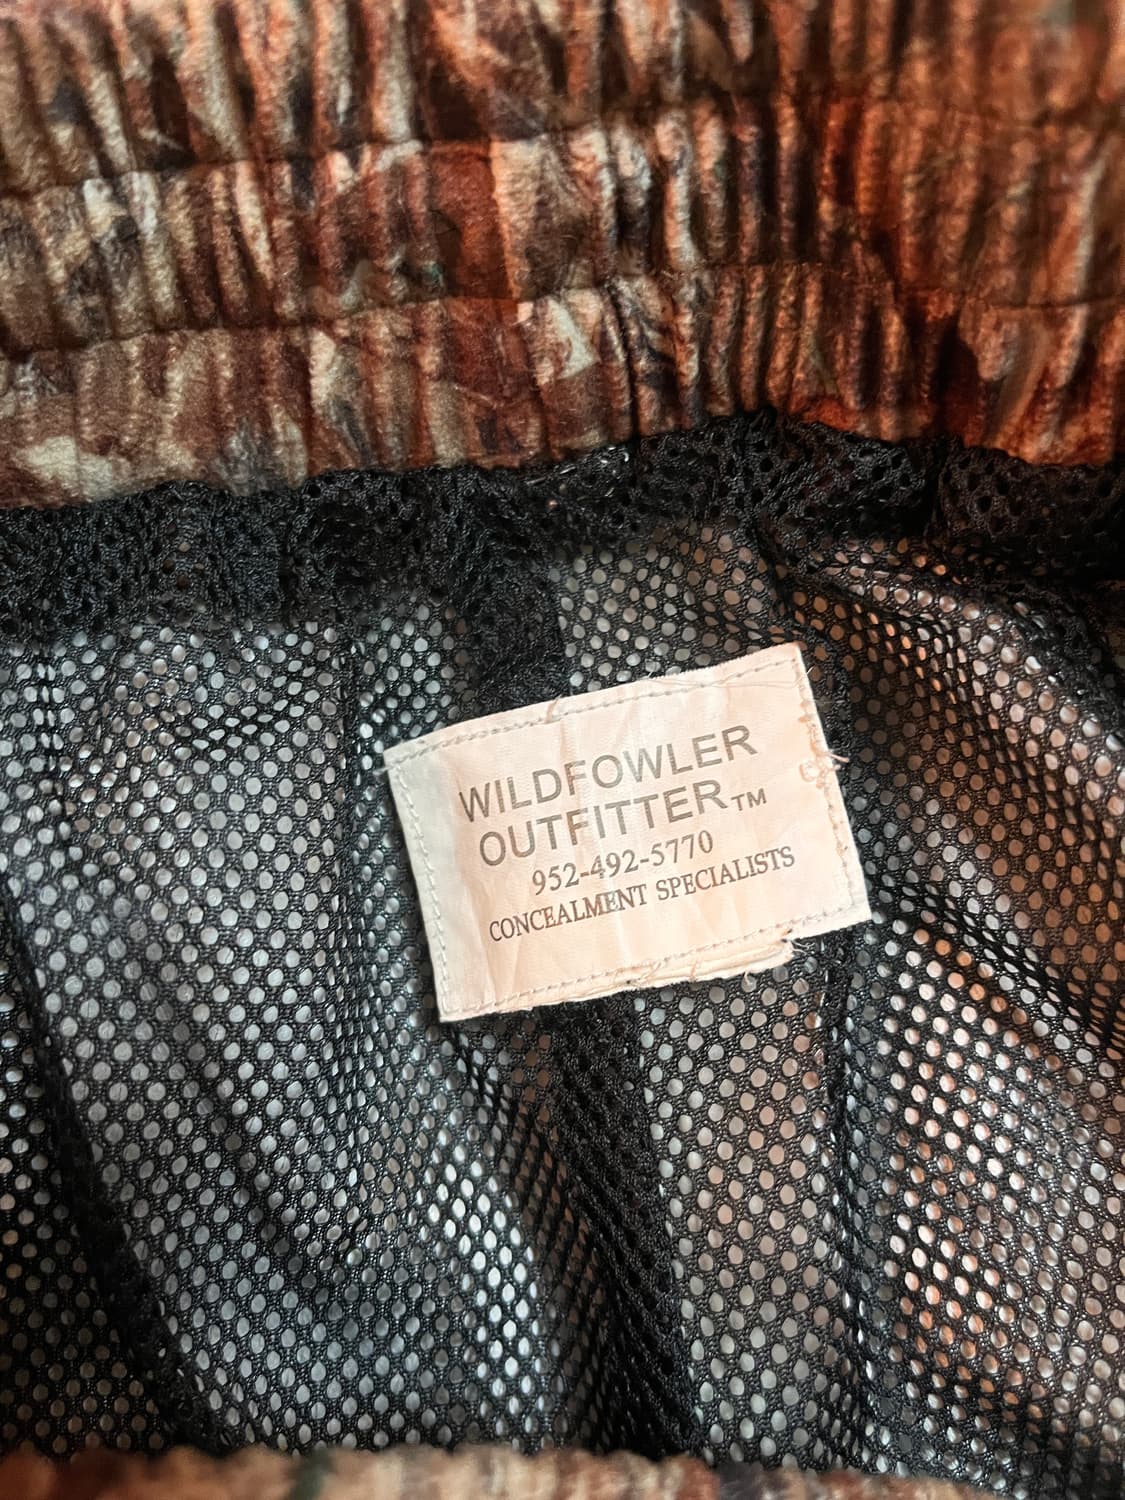 WILDFOWLER
OUTFITTER™
952-492-5770
CONCEALMENT SPECIALISTS